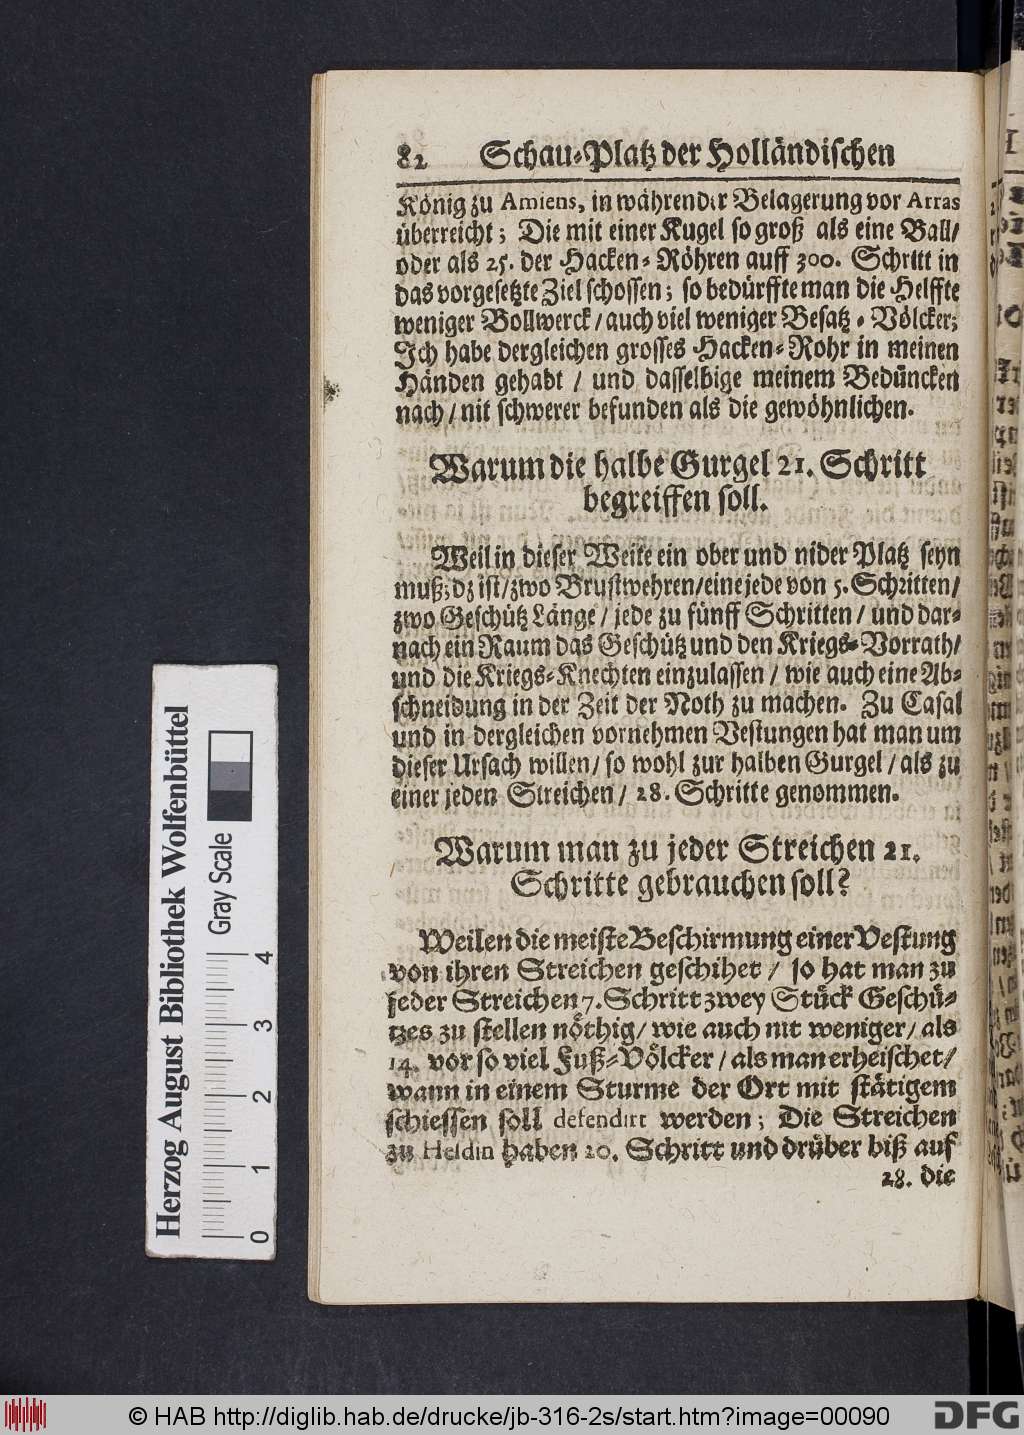 82 Schau-Platz der Holländischen
König zu Amiens, in währender Belagerung vor Arras
überreicht; Die mit einer Kugel so groß als eine Ball/
oder als 25. der Hacken-Röhren auff 300. Schritt in
das vorgesetzte Ziel schossen; so bedürffte man die Helffte
weniger Bollwerck/ auch viel weniger Besatz-Völcker;
Ich habe dergleichen grosses Hacken-Rohr in meinen
Händen gehabt / und dasselbige meinem Bedüncken
nach/ nit schwerer befunden als die gewöhnlichen.
Warum die halbe Gurgel 21. Schritt
begreiffen soll.
Weil in dieser Weite ein ober und nider Platz seyn
muß; dz ist/ zwo Brustwehren/ eine jede von 5. Schritten/
zwo Geschütz Länge / jede zu fünff Schritten / und dar-
nach ein Raum das Geschütz und den Kriegs-Vorrath/
und die Kriegs-Knechten einzulassen / wie auch eine Ab-
schneidung in der Zeit der Noth zu machen. Zu Casal
und in dergleichen vornehmen Vestungen hat man um
dieser Ursach willen/ so wohl zur halben Gurgel / als zu
einer jeden Streichen / 28. Schritte genommen.
Warum man zu jeder Streichen 21.
Schritte gebrauchen soll?
Weilen die meiste Beschirmung einer Vestung
von ihren Streichen geschihet / so hat man zu
jeder Streichen 7. Schritt zwey Stück Geschü-
tzes zu stellen nöthig/ wie auch nit weniger/ als
14. vor so viel Fuß-Völcker / als man erheischet/
wann in einem Sturme der Ort mit stätigem
schiessen soll defendirt werden; Die Streichen
zu Heldin haben 20. Schritt und drüber biß auf
28. die
Herzog August Bibliothek Wolfenbüttel
Gray Scale
0 1 2 3 4
© HAB http://diglib.hab.de/drucke/jb-316-2s/start.htm?image=00090
DFG